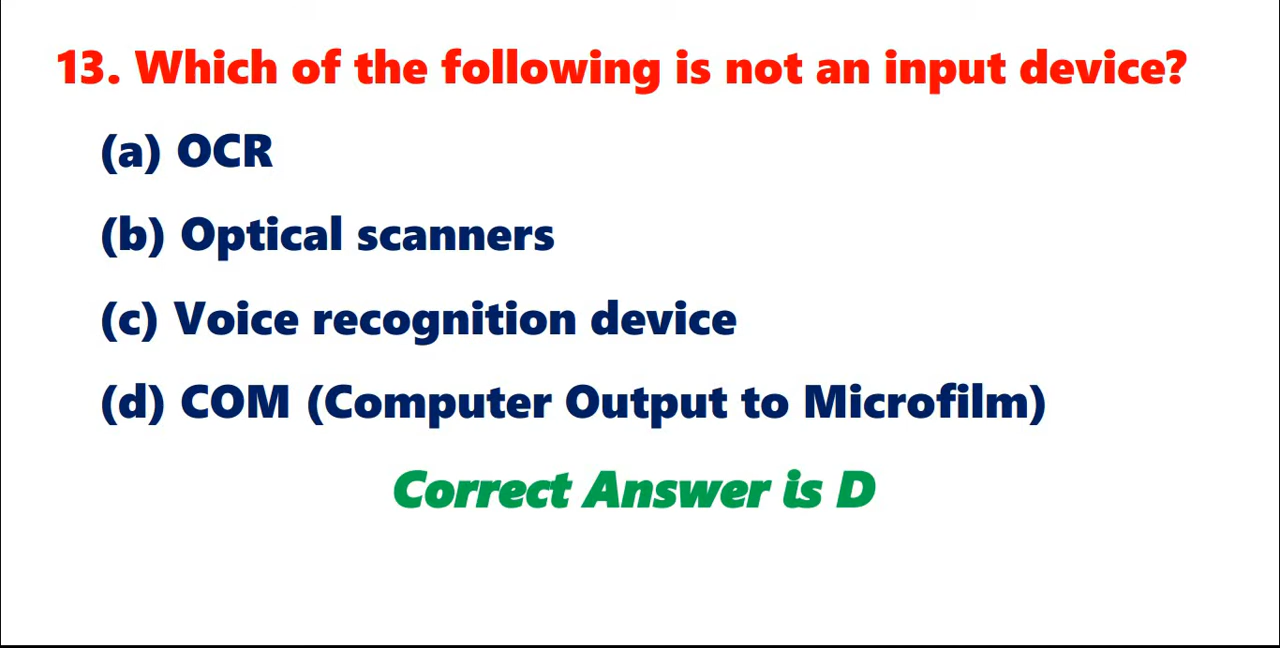 13. Which of the following is not an input device?
(a) OCR
(b) Optical scanners
(c) Voice recognition device
(d) COM (Computer Output to Microfilm)
Correct Answer is D